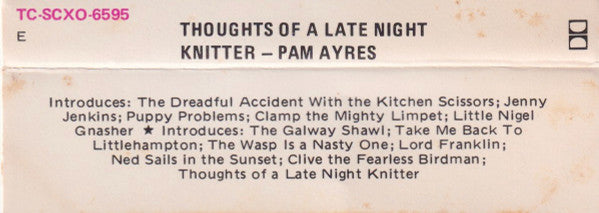 TC-SCXO-6595
E
THOUGHTS OF A LATE NIGHT
KNITTER – PAM AYRES
Introduces: The Dreadful Accident With the Kitchen Scissors; Jenny
Jenkins; Puppy Problems; Clamp the Mighty Limpet; Little Nigel
Gnasher ★ Introduces: The Galway Shawl; Take Me Back To
Littlehampton; The Wasp Is a Nasty One; Lord Franklin;
Ned Sails in the Sunset; Clive the Fearless Birdman;
Thoughts of a Late Night Knitter